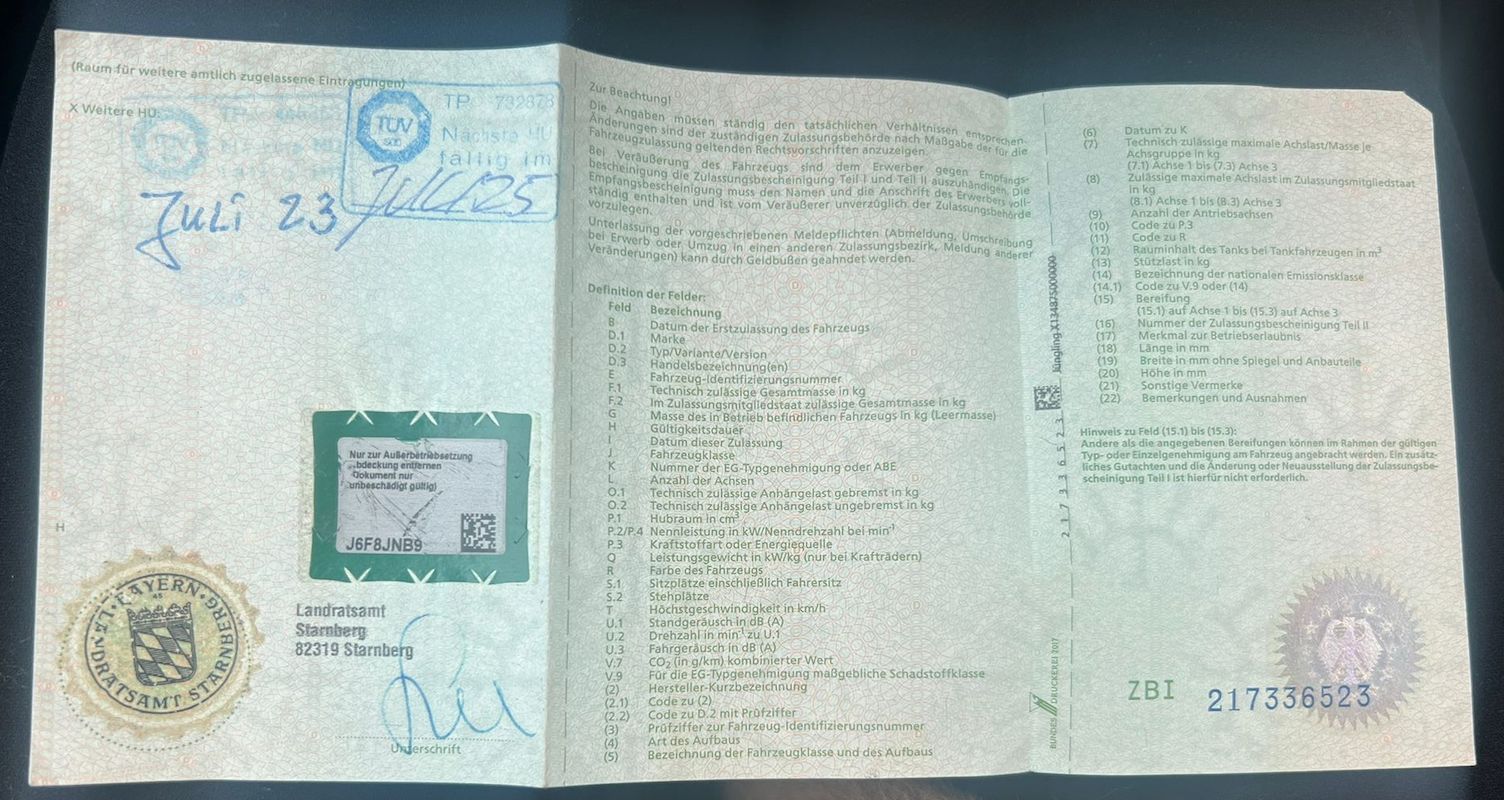 (Raum für weitere amtlich zugelassene Eintragungen)
X Weitere HU:
TP
TÜV
SÜD
TP 732878
Nächste HU
fällig im
Juli 23
Juli 25
Nur zur Außerbetriebsetzung
bdeckung entfernen
Dokument nur
unbeschädigt gültig)
J6F8JNB9
H
BAYERN
45
LANDRATSAMT STARNBERG
Landratsamt
Starnberg
82319 Starnberg
Unterschrift
Zur Beachtung!
Die Angaben müssen ständig den tatsächlichen Verhältnissen entsprechen.
Änderungen sind der zuständigen Zulassungsbehörde nach Maßgabe der für die
Fahrzeugzulassung geltenden Rechtsvorschriften anzuzeigen.
Bei Veräußerung des Fahrzeugs sind dem Erwerber gegen Empfangs-
bescheinigung die Zulassungsbescheinigung Teil I und Teil II auszuhändigen. Die
Empfangsbescheinigung muss den Namen und die Anschrift des Erwerbers voll-
ständig enthalten und ist vom Veräußerer unverzüglich der Zulassungsbehörde
vorzulegen.
Unterlassung der vorgeschriebenen Meldepflichten (Abmeldung, Umschreibung
bei Erwerb oder Umzug in einen anderen Zulassungsbezirk, Meldung anderer
Veränderungen) kann durch Geldbußen geahndet werden.
Definition der Felder:
Feld Bezeichnung
B Datum der Erstzulassung des Fahrzeugs
D.1 Marke
D.2 Typ/Variante/Version
D.3 Handelsbezeichnung(en)
E Fahrzeug-Identifizierungsnummer
F.1 Technisch zulässige Gesamtmasse in kg
F.2 Im Zulassungsmitgliedstaat zulässige Gesamtmasse in kg
G Masse des in Betrieb befindlichen Fahrzeugs in kg (Leermasse)
H Gültigkeitsdauer
I Datum dieser Zulassung
J Fahrzeugklasse
K Nummer der EG-Typgenehmigung oder ABE
L Anzahl der Achsen
O.1 Technisch zulässige Anhängelast gebremst in kg
O.2 Technisch zulässige Anhängelast ungebremst in kg
P.1 Hubraum in cm³
P.2/P.4 Nennleistung in kW/Nenndrehzahl bei min⁻¹
P.3 Kraftstoffart oder Energiequelle
Q Leistungsgewicht in kW/kg (nur bei Krafträdern)
R Farbe des Fahrzeugs
S.1 Sitzplätze einschließlich Fahrersitz
S.2 Stehplätze
T Höchstgeschwindigkeit in km/h
U.1 Standgeräusch in dB (A)
U.2 Drehzahl in min⁻¹ zu U.1
U.3 Fahrgeräusch in dB (A)
V.7 CO₂ (in g/km) kombinierter Wert
V.9 Für die EG-Typgenehmigung maßgebliche Schadstoffklasse
(2) Hersteller-Kurzbezeichnung
(2.1) Code zu (2)
(2.2) Code zu D.2 mit Prüfziffer
(3) Prüfziffer zur Fahrzeug-Identifizierungsnummer
(4) Art des Aufbaus
(5) Bezeichnung der Fahrzeugklasse und des Aufbaus
Jüngling X134875000000
2 1 7 3 3 6 5 2 3
BUNDESDRUCKEREI 2017
(6) Datum zu K
(7) Technisch zulässige maximale Achslast/Masse je
Achsgruppe in kg
(7.1) Achse 1 bis (7.3) Achse 3
(8) Zulässige maximale Achslast im Zulassungsmitgliedstaat
in kg
(8.1) Achse 1 bis (8.3) Achse 3
(9) Anzahl der Antriebsachsen
(10) Code zu P.3
(11) Code zu R
(12) Rauminhalt des Tanks bei Tankfahrzeugen in m³
(13) Stützlast in kg
(14) Bezeichnung der nationalen Emissionsklasse
(14.1) Code zu V.9 oder (14)
(15) Bereifung
(15.1) auf Achse 1 bis (15.3) auf Achse 3
(16) Nummer der Zulassungsbescheinigung Teil II
(17) Merkmal zur Betriebserlaubnis
(18) Länge in mm
(19) Breite in mm ohne Spiegel und Anbauteile
(20) Höhe in mm
(21) Sonstige Vermerke
(22) Bemerkungen und Ausnahmen
Hinweis zu Feld (15.1) bis (15.3):
Andere als die angegebenen Bereifungen können im Rahmen der gültigen
Typ- oder Einzelgenehmigung am Fahrzeug angebracht werden. Ein zusätz-
liches Gutachten und die Änderung oder Neuausstellung der Zulassungsbe-
scheinigung Teil I ist hierfür nicht erforderlich.
ZBI 217336523